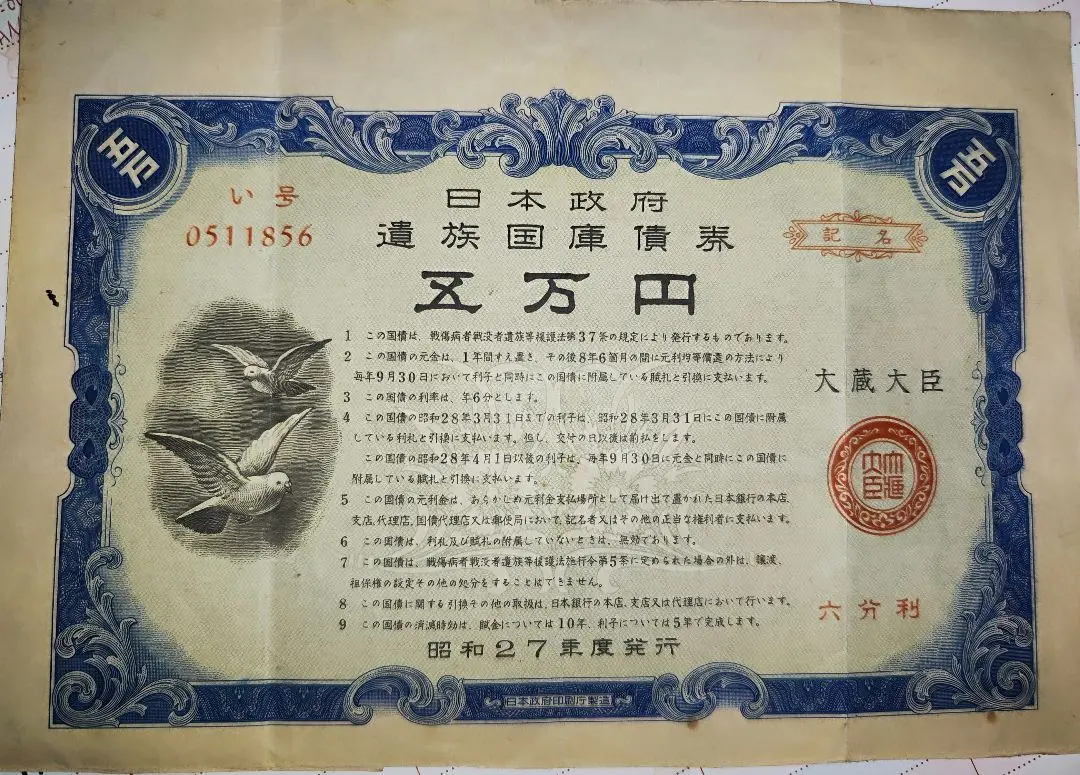 五万
五万
い号
0511856
日本政府
遺族国庫債券
記名
五万円
1 この国債は、戦傷病者戦没者遺族等援護法第37条の規定により発行するものであります。
2 この国債の元金は、1年間すえ置き、その後8年6箇月の間に元利均等償還の方法により
毎年9月30日において利子と同時にこの国債に附属している賦札と引換に支払います。
3 この国債の利率は、年6分とします。
4 この国債の昭和28年3月31日までの利子は、昭和28年3月31日にこの国債に附属
している利札と引換に支払います。但し、交付の日以後は前払をします。
この国債の昭和28年4月1日以後の利子は、毎年9月30日に元金と同時にこの国債に
附属している賦札と引換に支払います。
5 この国債の元利金は、あらかじめ元利金支払場所として届け出て置かれた日本銀行の本店、
支店、代理店、国債代理店又は郵便局において、記名者又はその他の正当な権利者に支払います。
6 この国債は、利札及び賦札の附属していないときは、無効であります。
7 この国債は、戦傷病者戦没者遺族等援護法施行令第5条に定められた場合の外は、譲渡、
担保権の設定その他の処分をすることはできません。
8 この国債に関する引換その他の取扱は、日本銀行の本店、支店又は代理店において行います。
9 この国債の消滅時効は、賦金については10年、利子については5年で完成します。
大蔵大臣
大蔵大臣
六分利
昭和27年度発行
日本政府印刷庁製造